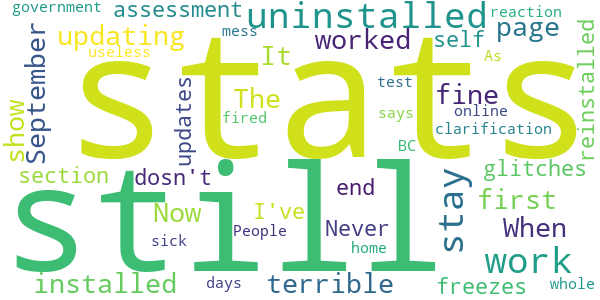 government
assessment
uninstalled
reaction
updating
mess
worked
self
page
useless
It
As
stats
September
show
updates
The
fired
test
fine
says
online
clarification
BC
reinstalled
still
section
dosn't
end
stay
glitches
first
Now
I've
Never
When
sick
People
home
work
installed
days
terrible
freezes
whole